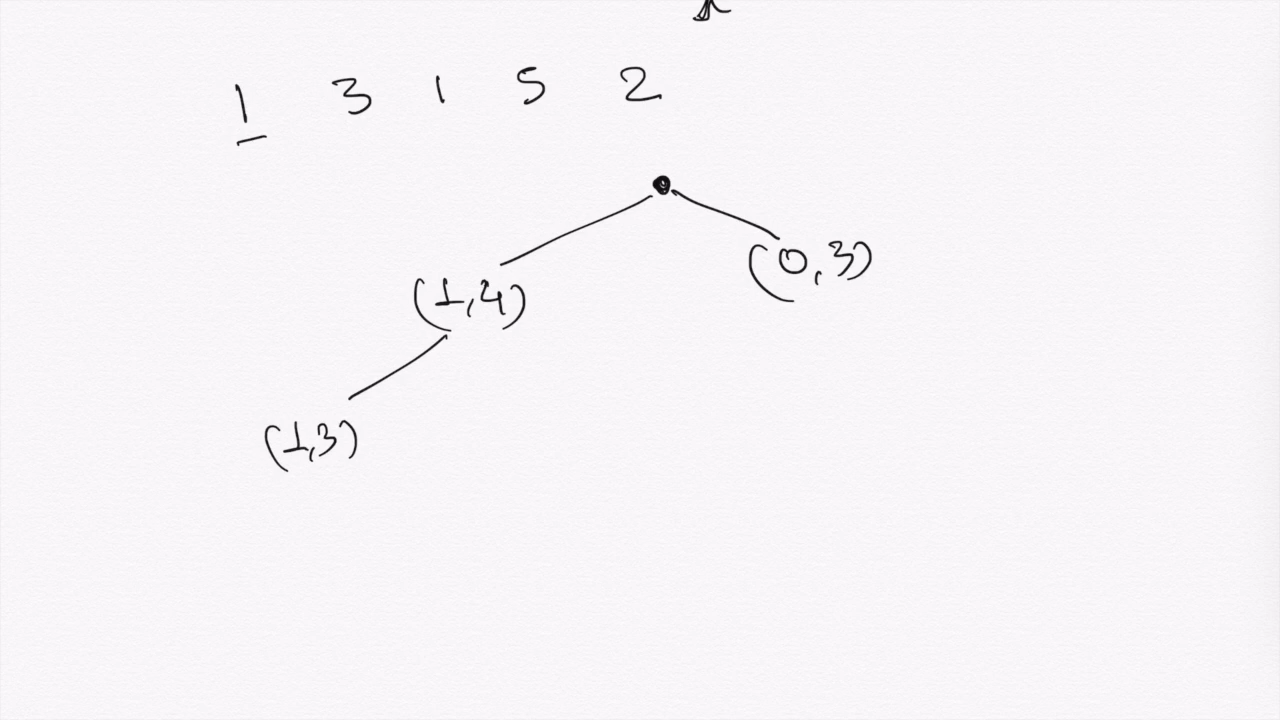 1 3 1 5 2
(0,3)
(1,4)
(1,3)